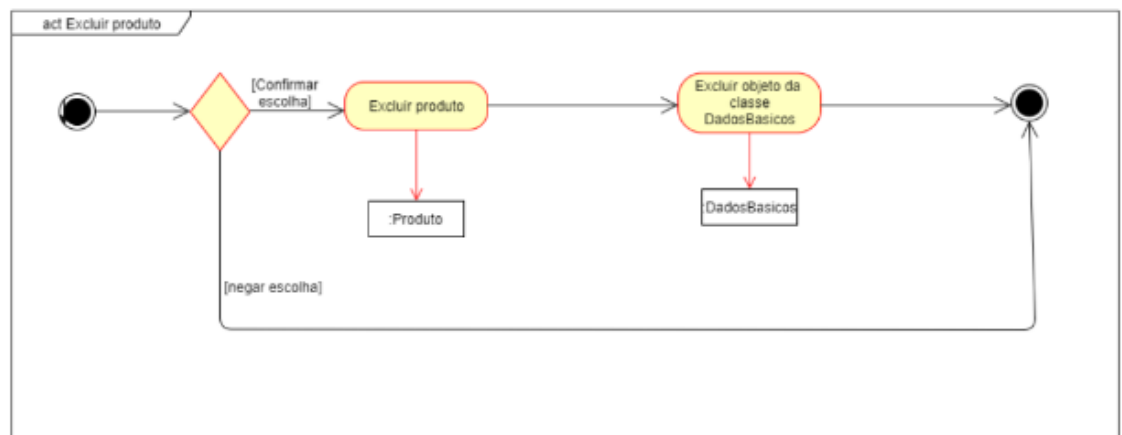 act Excluir produto
[Confirmar
escolha]
Excluir produto
Excluir objeto da
classe
DadosBasicos
:Produto
:DadosBasicos
[negar escolha]